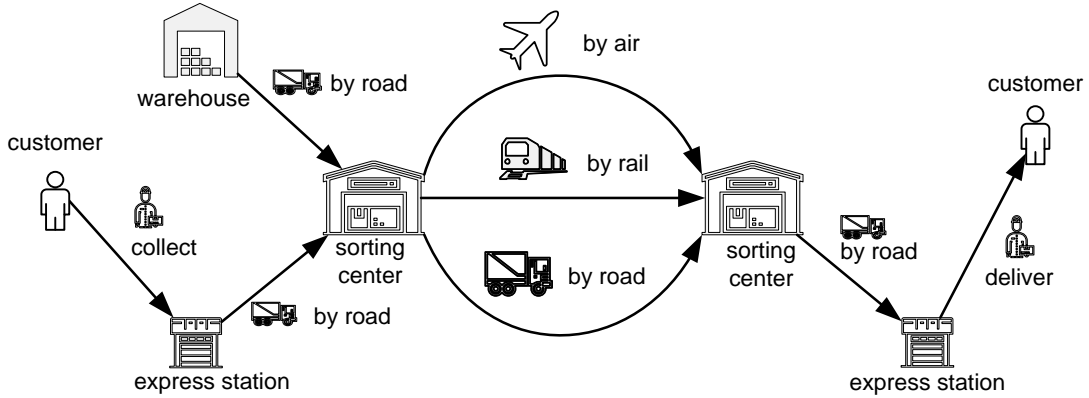 by air
customer
by road
warehouse
customer
by rail
collect
sorting
center
sorting
center
by road
by road
deliver
by road
express station
express station